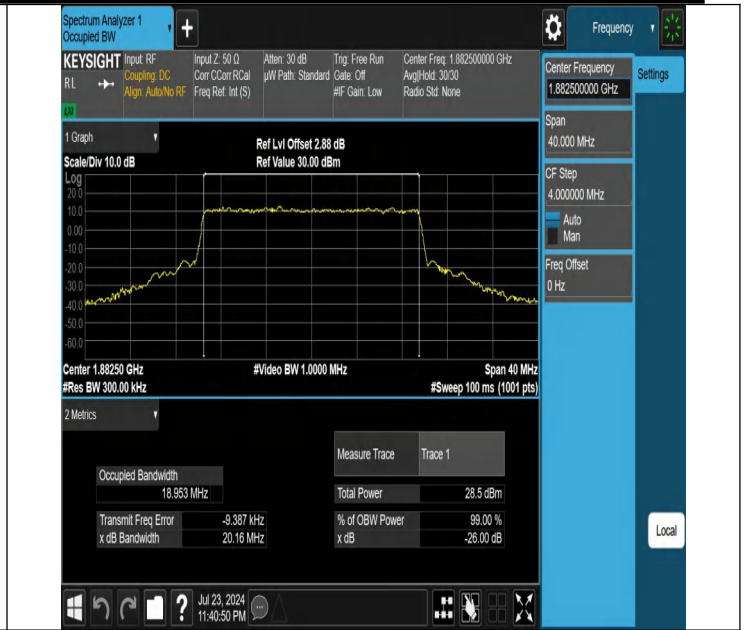 Spectrum Analyzer 1
Occupied BW
Frequency
KEYSIGHT
RL
LXI
Input: RF
Coupling: DC
Align: Auto/No RF
Input Z: 50 Ω
Corr CCorr RCal
Freq Ref: Int (S)
Atten: 30 dB
µW Path: Standard
Trig: Free Run
Gate: Off
#IF Gain: Low
Center Freq: 1.882500000 GHz
Avg|Hold: 30/30
Radio Std: None
Center Frequency
1.882500000 GHz
Settings
Span
40.000 MHz
CF Step
4.000000 MHz
Auto
Man
Freq Offset
0 Hz
1 Graph
Scale/Div 10.0 dB
Ref Lvl Offset 2.88 dB
Ref Value 30.00 dBm
Log
20.0
10.0
0.00
-10.0
-20.0
-30.0
-40.0
-50.0
-60.0
Center 1.88250 GHz
#Video BW 1.0000 MHz
Span 40 MHz
#Res BW 300.00 kHz
#Sweep 100 ms (1001 pts)
2 Metrics
Measure Trace
Trace 1
Occupied Bandwidth
18.953 MHz
Total Power
28.5 dBm
Transmit Freq Error
-9.387 kHz
% of OBW Power
99.00 %
x dB Bandwidth
20.16 MHz
x dB
-26.00 dB
Local
?
Jul 23, 2024
11:40:50 PM